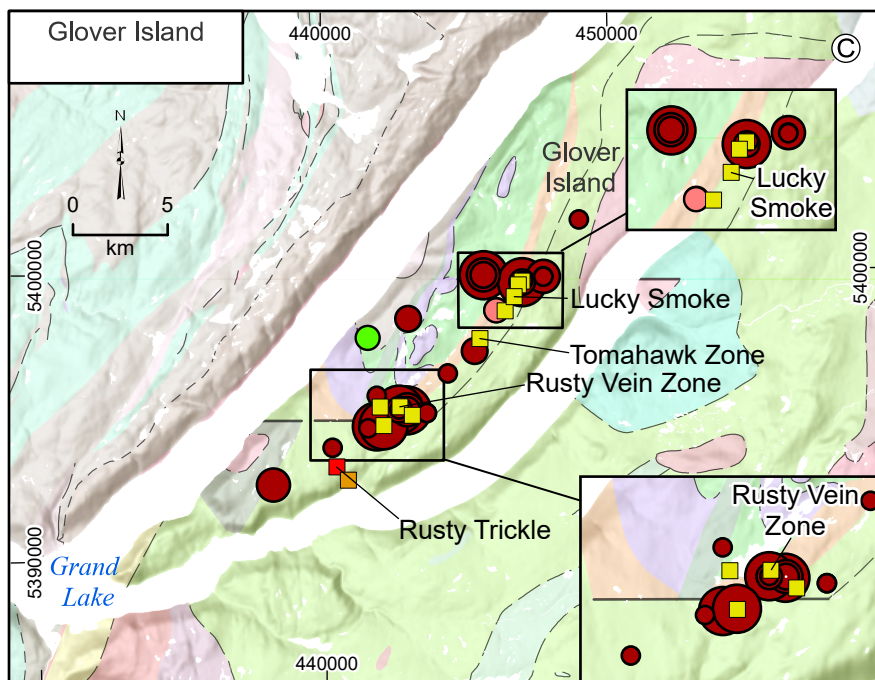 Glover Island
440000
450000
C
N
0
5
km
Glover
Island
Lucky
Smoke
5400000
5400000
Lucky Smoke
Tomahawk Zone
Rusty Vein Zone
Rusty Vein
Zone
Rusty Trickle
5390000
Grand
Lake
440000